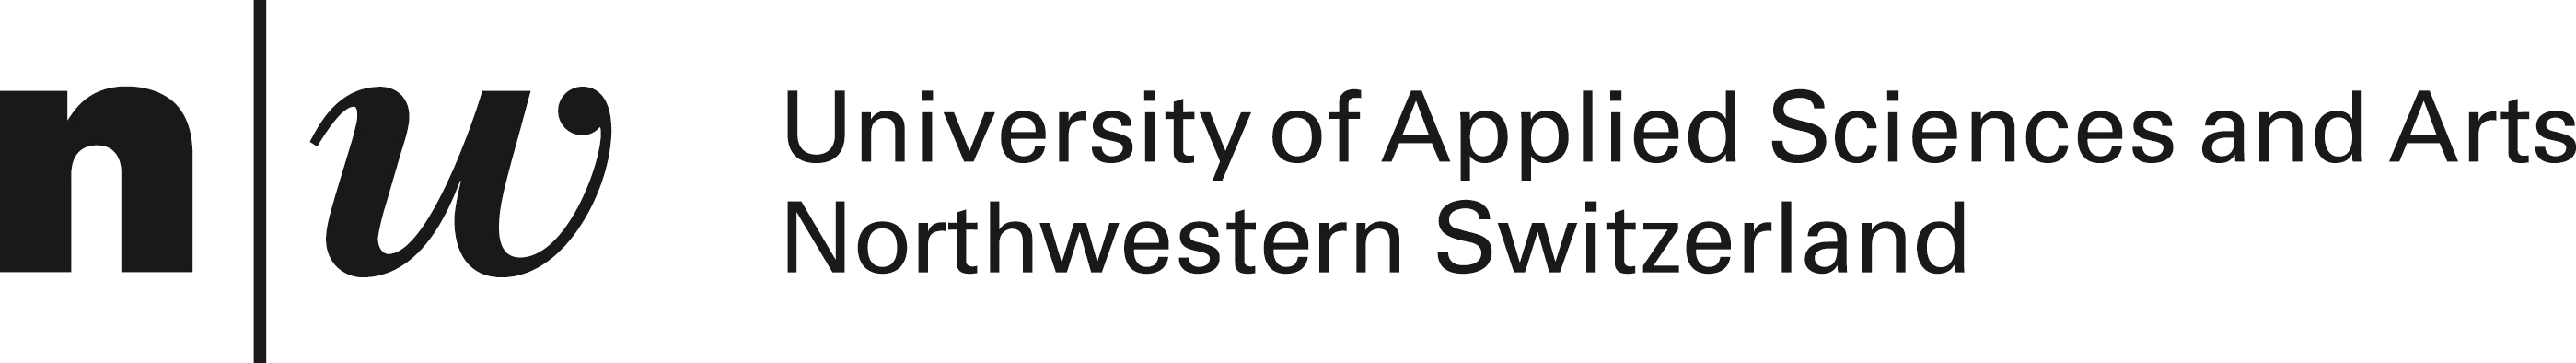 n|w
University of Applied Sciences and Arts
Northwestern Switzerland